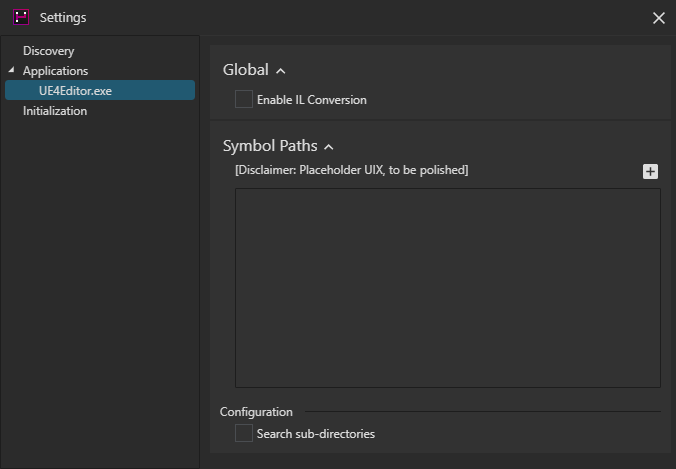 Settings
Discovery
Applications
UE4Editor.exe
Initialization
Global
Enable IL Conversion
Symbol Paths
[Disclaimer: Placeholder UIX, to be polished]
Configuration
Search sub-directories